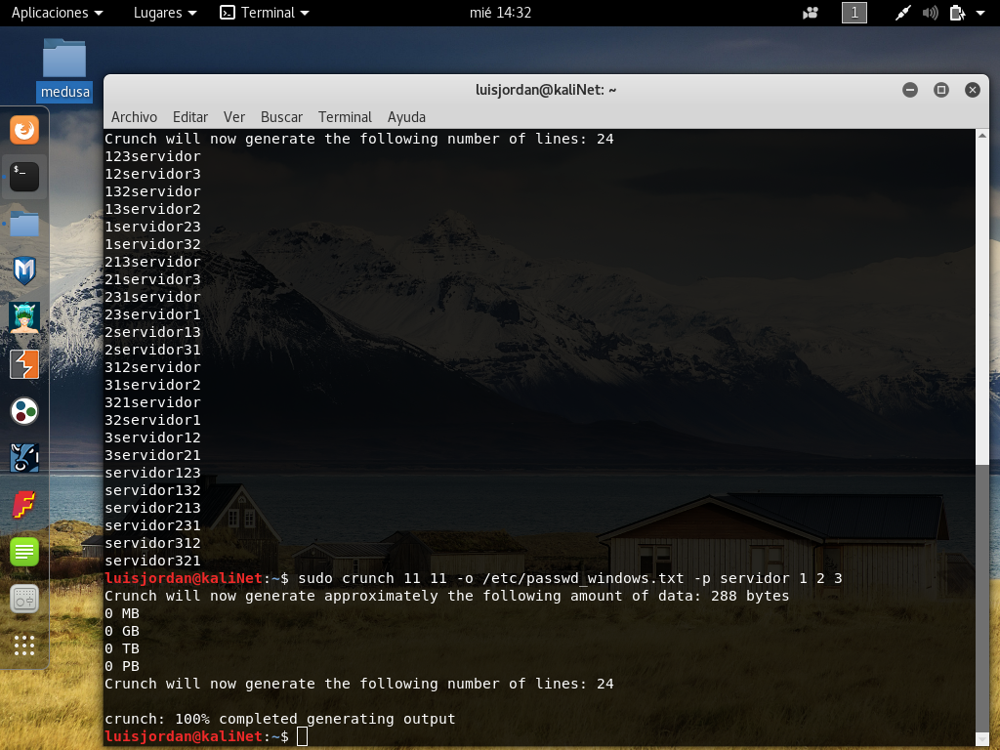 Aplicaciones Lugares Terminal mié 14:32 1
medusa
luisjordan@kaliNet: ~
Archivo Editar Ver Buscar Terminal Ayuda
Crunch will now generate the following number of lines: 24
123servidor
12servidor3
132servidor
13servidor2
1servidor23
1servidor32
213servidor
21servidor3
231servidor
23servidor1
2servidor13
2servidor31
312servidor
31servidor2
321servidor
32servidor1
3servidor12
3servidor21
servidor123
servidor132
servidor213
servidor231
servidor312
servidor321
luisjordan@kaliNet:~$ sudo crunch 11 11 -o /etc/passwd_windows.txt -p servidor 1 2 3
Crunch will now generate approximately the following amount of data: 288 bytes
0 MB
0 GB
0 TB
0 PB
Crunch will now generate the following number of lines: 24
crunch: 100% completed generating output
luisjordan@kaliNet:~$